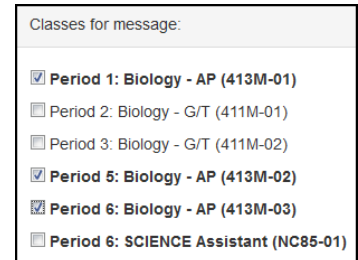 Classes for message:
Period 1: Biology - AP (413M-01)
Period 2: Biology - G/T (411M-01)
Period 3: Biology - G/T (411M-02)
Period 5: Biology - AP (413M-02)
Period 6: Biology - AP (413M-03)
Period 6: SCIENCE Assistant (NC85-01)